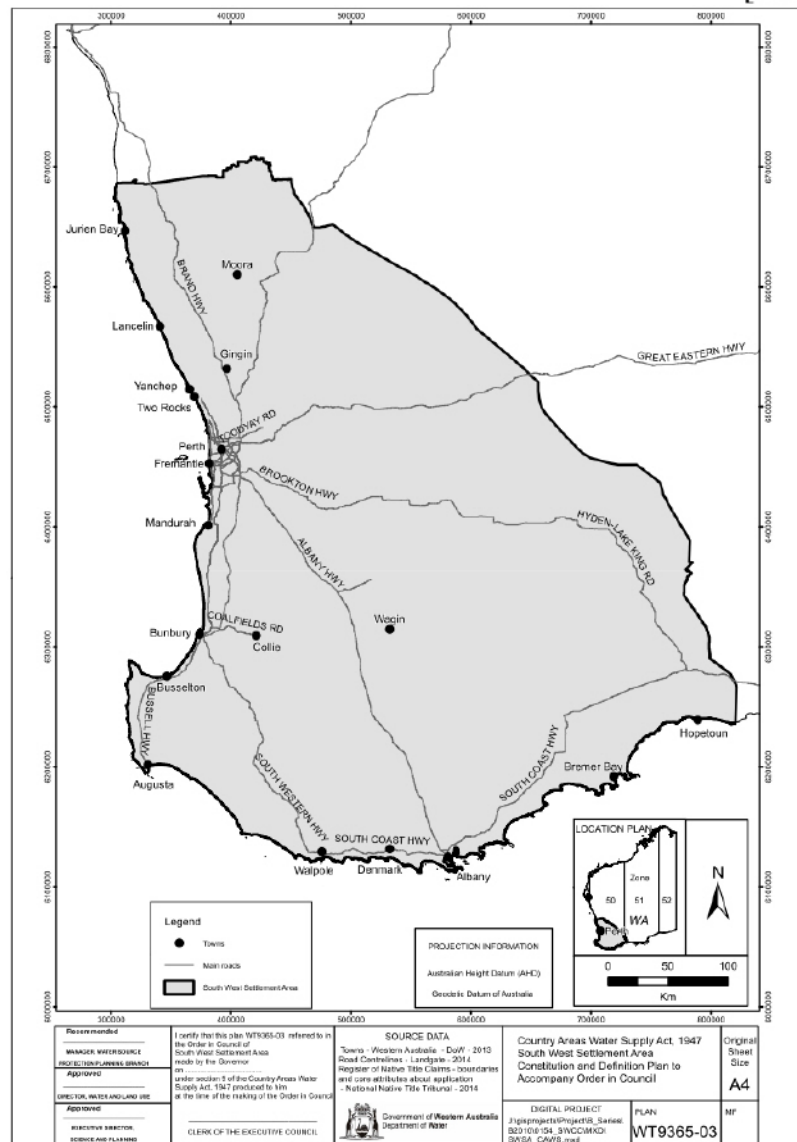 300000 400000 500000 600000 700000 800000
6800000
6700000
Jurien Bay
Moora
BRAND HWY
6600000
Lancelin
Gingin
GREAT EASTERN HWY
Yanchep
Two Rocks
6500000
TOODYAY RD
Perth
Fremantle
BROOKTON HWY
HYDEN-LAKE KING RD
Mandurah
6400000
ALBANY HWY
COALFIELDS RD
Wagin
Bunbury
Collie
6300000
Busselton
BUSSELL HWY
Hopetoun
SOUTH COAST HWY
Bremer Bay
6200000
Augusta
SOUTH WESTERN HWY
SOUTH COAST HWY
Walpole
Denmark
Albany
6100000
LOCATION PLAN
Zone
50 51 52
WA
Perth
N
0 50 100
Km
Legend
Towns
Main roads
South West Settlement Area
PROJECTION INFORMATION
Australian Height Datum (AHD)
Geodetic Datum of Australia
6000000
300000 400000 500000 600000 700000 800000
Recommended
MANAGER, WATER SOURCE
PROTECTION PLANNING BRANCH
Approved
DIRECTOR, WATER AND LAND USE
Approved
EXECUTIVE DIRECTOR,
SCIENCE AND PLANNING
I certify that this plan WT9365-03 referred to in
the Order in Council of
South West Settlement Area
made by the Governor
on
under section 8 of the Country Areas Water
Supply Act, 1947 produced to him
at the time of the making of the Order in Council
CLERK OF THE EXECUTIVE COUNCIL
SOURCE DATA
Towns - Western Australia - DoW - 2013
Road Centrelines - Landgate - 2014
Register of Native Title Claims - boundaries
and core attributes about application
- National Native Title Tribunal - 2014
Government of Western Australia
Department of Water
Country Areas Water Supply Act, 1947
South West Settlement Area
Constitution and Definition Plan to
Accompany Order in Council
Original
Sheet
Size
A4
DIGITAL PROJECT
PLAN
WT9365-03
MF